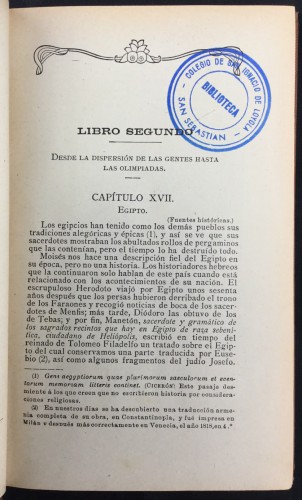 COLEGIO DE SAN IGNACIO DE LOYOLA -
SAN SEBASTIAN
BIBLIOTECA
LIBRO SEGUNDO
DESDE LA DISPERSIÓN DE LAS GENTES HASTA
LAS OLIMPIADAS.
CAPÍTULO XVII.
EGIPTO.
(Fuentes históricas.)
Los egipcios han tenido como los demás pueblos sus
tradiciones alegóricas y épicas (1), y así se ve que sus
sacerdotes mostraban los abultados rollos de pergaminos
que las contenían, pero el tiempo lo ha destruído todo.
Moisés nos hace una descripción fiel del Egipto en
su época, pero no una historia. Los historiadores hebreos
que la continuaron solo hablan de este país cuando está
relacionado con los acontecimientos de su nación. El
escrupuloso Herodoto viajó por Egipto unos sesenta
años después que los persas hubieron derribado el trono
de los Faraones y recogió noticias de boca de los sacer-
dotes de Menfis; más tarde, Diódoro las obtuvo de los
de Tebas; y por fin, Manetón, sacerdote y gramático de
los sagrados recintos que hay en Egipto de raza sebení-
tica, ciudadano de Heliópolis, escribió en tiempo del
reinado de Tolomeo Filadelfo un tratado sobre el Egip-
to del cual conservamos una parte traducida por Euse-
bio (2), así como algunos fragmentos del judío Josefo.
(1) Gens aegyptiorum quae plurimorum saeculorum et even-
torum memoriam litteris continet. (CICERÓN). Este pasaje des-
miente á los que creen que no escribieron historia por conside-
raciones religiosas.
(2) En nuestros días se ha descubierto una traducción arme-
nia completa de su obra, en Constantinopla, y fué impresa en
Milán y después más correctamente en Venecia, el año 1818, en 4.°